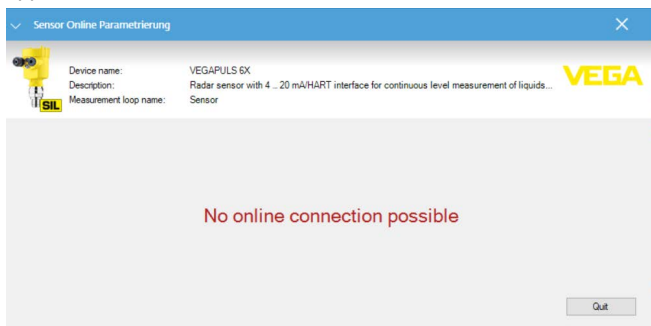 Sensor Online Parametrierung
Device name: VEGAPULS 6X
Description: Radar sensor with 4 ... 20 mA/HART interface for continuous level measurement of liquids...
Measurement loop name: Sensor
VEGA
SIL
No online connection possible
Quit